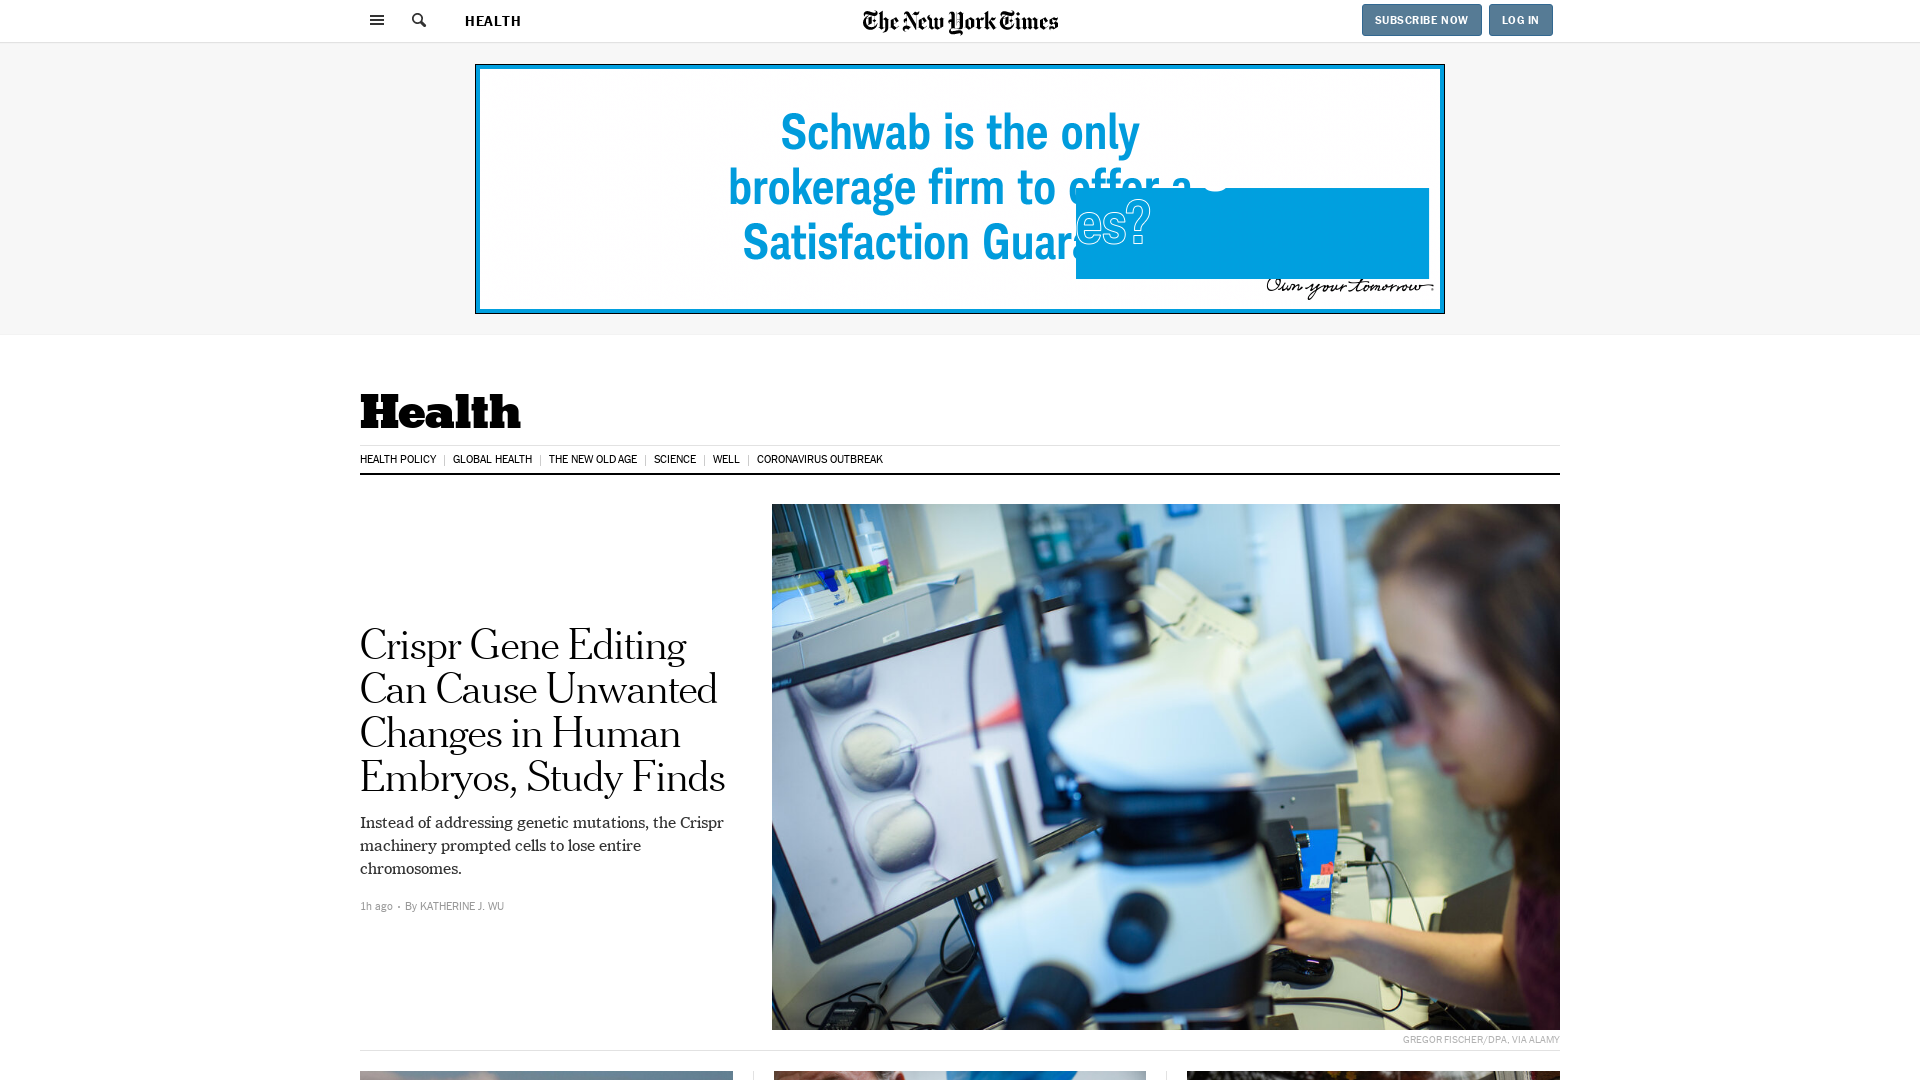 HEALTH
The New York Times
SUBSCRIBE NOW
LOG IN
Schwab is the only
brokerage firm to offer a
Satisfaction
es?
Own your tomorrow.
Health
HEALTH POLICY
GLOBAL HEALTH
THE NEW OLD AGE
SCIENCE
WELL
CORONAVIRUS OUTBREAK
Crispr Gene Editing
Can Cause Unwanted
Changes in Human
Embryos, Study Finds
Instead of addressing genetic mutations, the Crispr
machinery prompted cells to lose entire
chromosomes.
1h ago • By KATHERINE J. WU
GREGOR FISCHER/DPA, VIA ALAMY